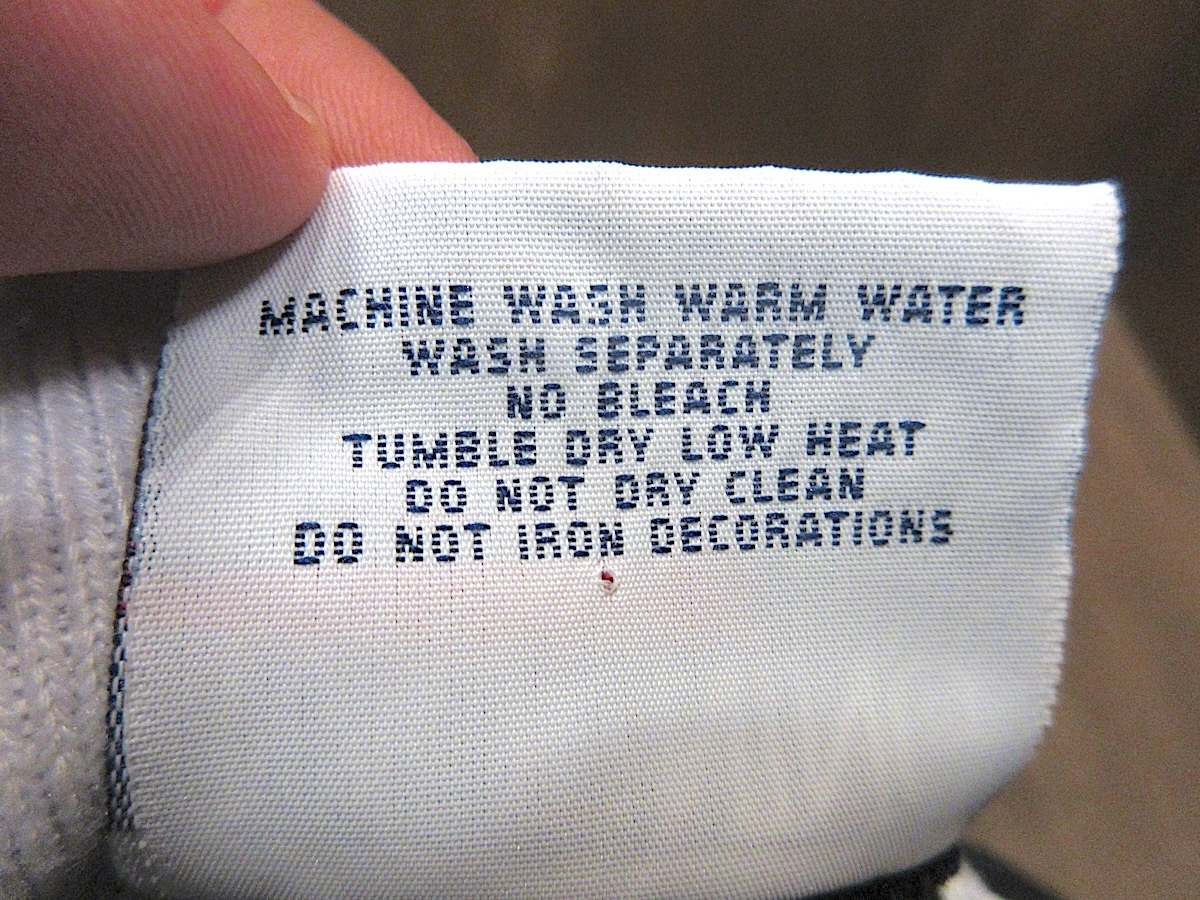 MACHINE WASH WARM WATER
WASH SEPARATELY
NO BLEACH
TUMBLE DRY LOW HEAT
DO NOT DRY CLEAN
DO NOT IRON DECORATIONS